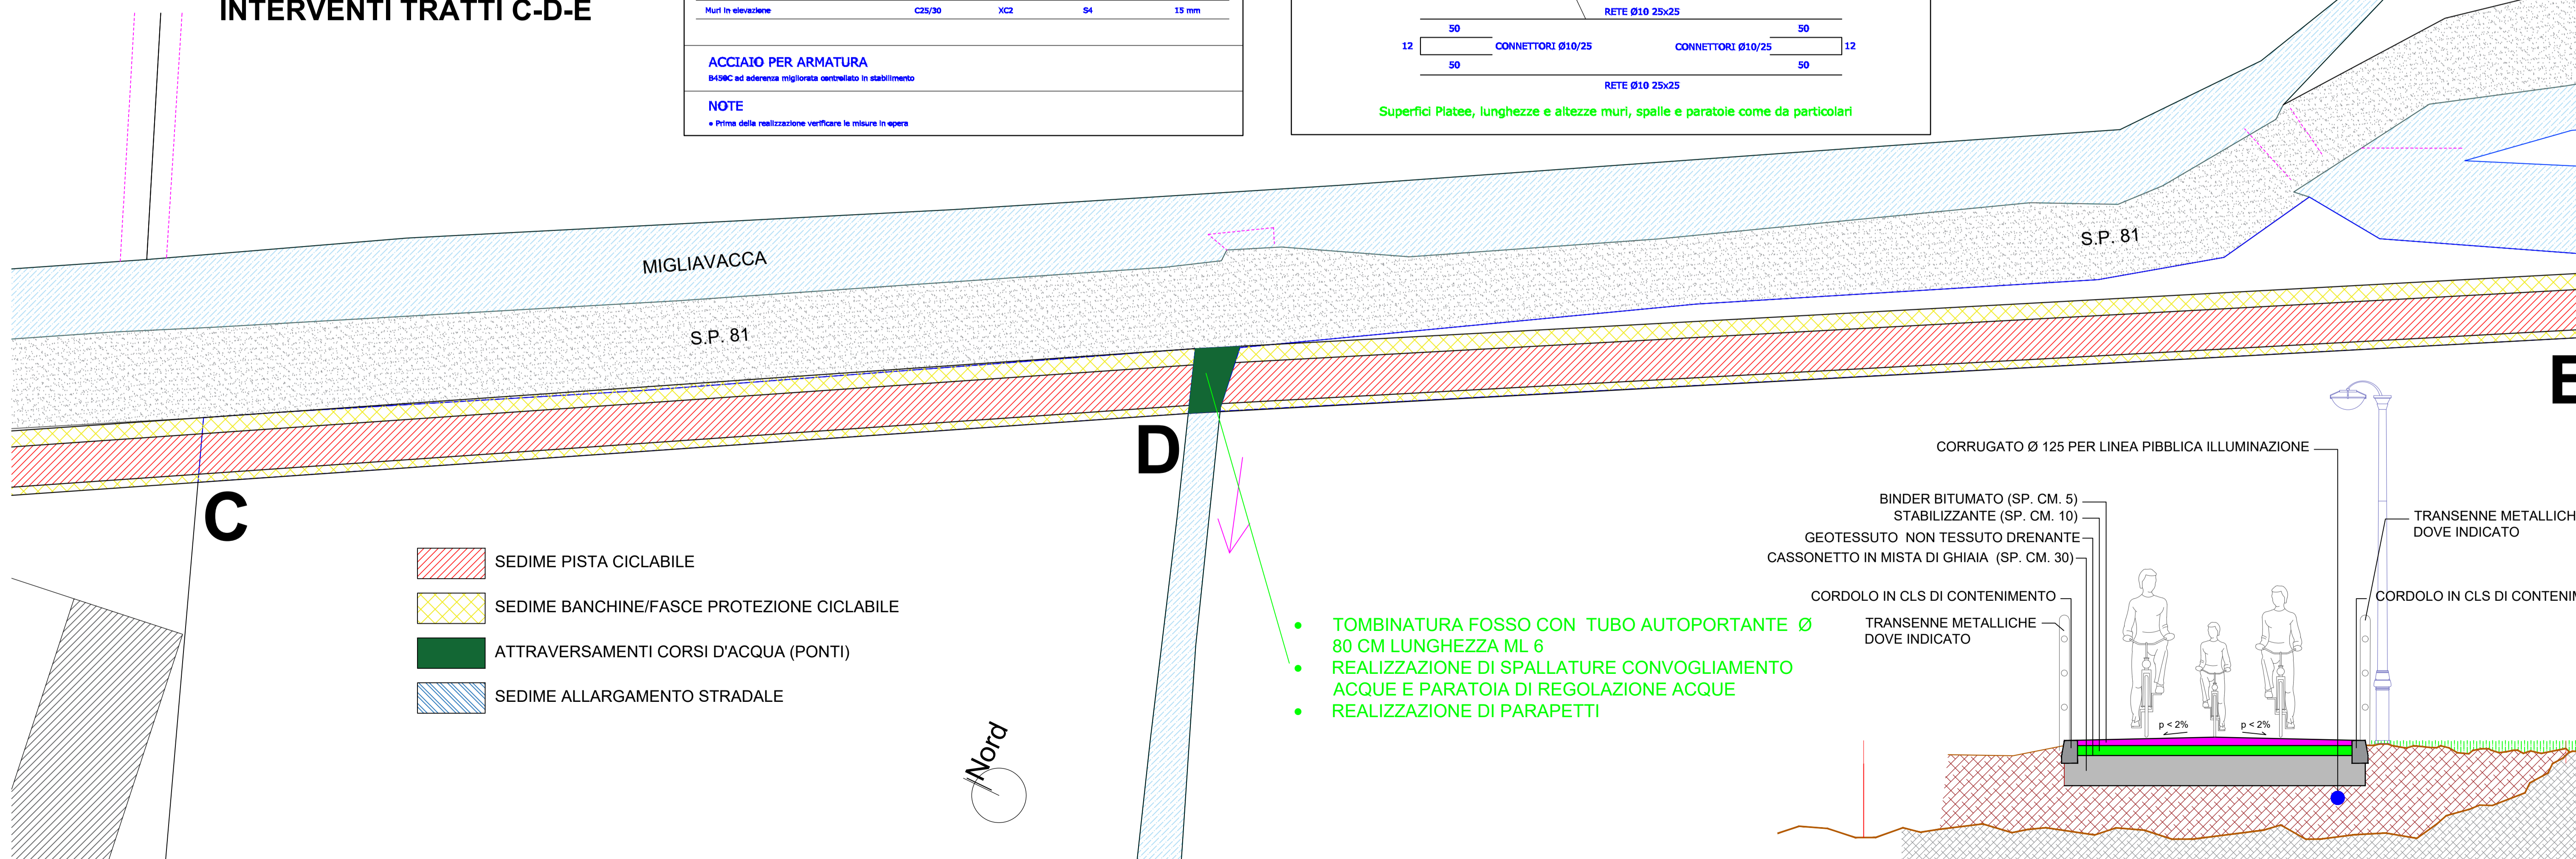 INTERVENTI TRATTI C-D-E
Muri in elevazione C25/30 XC2 S4 15 mm
ACCIAIO PER ARMATURA
B450C ad aderenza migliorata controllato in stabilimento
NOTE
• Prima della realizzazione verificare le misure in opera
RETE Ø10 25x25
50 50
12 CONNETTORI Ø10/25 CONNETTORI Ø10/25 12
50 50
RETE Ø10 25x25
Superfici Platee, lunghezze e altezze muri, spalle e paratoie come da particolari
MIGLIAVACCA
S.P. 81
S.P. 81
C
D
E
SEDIME PISTA CICLABILE
SEDIME BANCHINE/FASCE PROTEZIONE CICLABILE
ATTRAVERSAMENTI CORSI D'ACQUA (PONTI)
SEDIME ALLARGAMENTO STRADALE
Nord
• TOMBINATURA FOSSO CON TUBO AUTOPORTANTE Ø
80 CM LUNGHEZZA ML 6
• REALIZZAZIONE DI SPALLATURE CONVOGLIAMENTO
ACQUE E PARATOIA DI REGOLAZIONE ACQUE
• REALIZZAZIONE DI PARAPETTI
CORRUGATO Ø 125 PER LINEA PIBBLICA ILLUMINAZIONE
BINDER BITUMATO (SP. CM. 5)
STABILIZZANTE (SP. CM. 10)
GEOTESSUTO NON TESSUTO DRENANTE
CASSONETTO IN MISTA DI GHIAIA (SP. CM. 30)
CORDOLO IN CLS DI CONTENIMENTO
TRANSENNE METALLICHE
DOVE INDICATO
TRANSENNE METALLICH
DOVE INDICATO
CORDOLO IN CLS DI CONTENI
p < 2% p < 2%